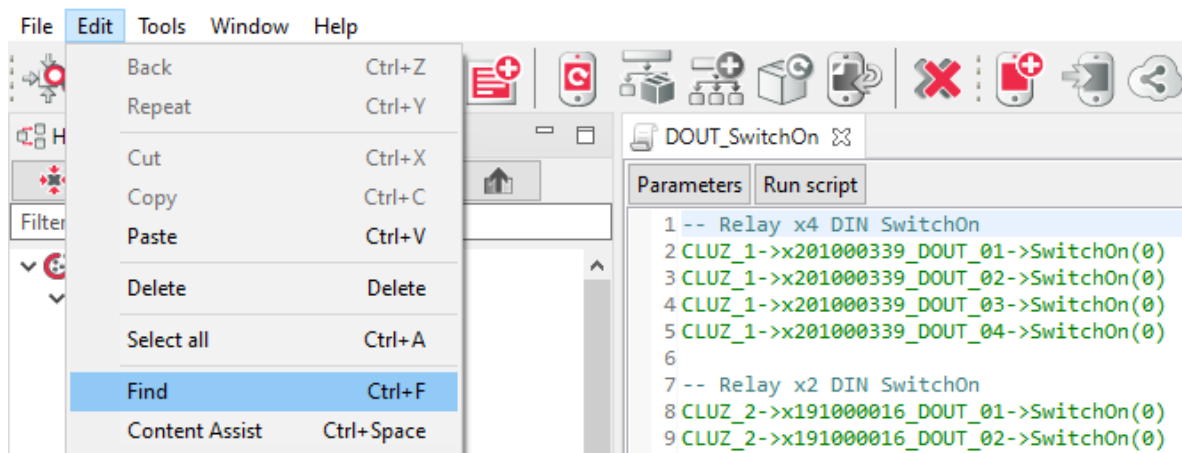 File Edit Tools Window Help
Back Ctrl+Z
Repeat Ctrl+Y
Cut Ctrl+X
Copy Ctrl+C
Paste Ctrl+V
Delete Delete
Select all Ctrl+A
Find Ctrl+F
Content Assist Ctrl+Space
H
Filter
DOUT_SwitchOn
Parameters Run script
1 -- Relay x4 DIN SwitchOn
2 CLUZ_1->x201000339_DOUT_01->SwitchOn(0)
3 CLUZ_1->x201000339_DOUT_02->SwitchOn(0)
4 CLUZ_1->x201000339_DOUT_03->SwitchOn(0)
5 CLUZ_1->x201000339_DOUT_04->SwitchOn(0)
6
7 -- Relay x2 DIN SwitchOn
8 CLUZ_2->x191000016_DOUT_01->SwitchOn(0)
9 CLUZ_2->x191000016_DOUT_02->SwitchOn(0)